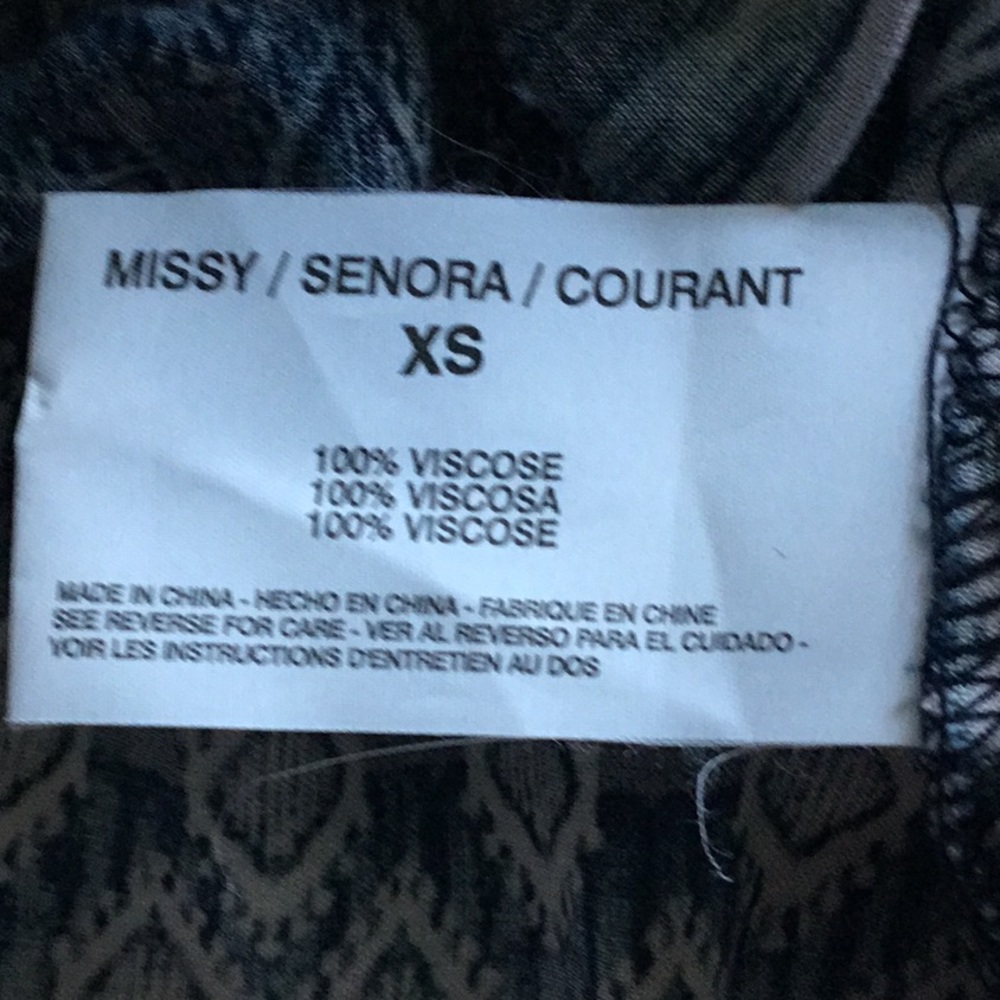 MISSY / SENORA / COURANT
XS
100% VISCOSE
100% VISCOSA
100% VISCOSE
MADE IN CHINA - HECHO EN CHINA - FABRIQUE EN CHINE
SEE REVERSE FOR CARE - VER AL REVERSO PARA EL CUIDADO -
VOIR LES INSTRUCTIONS D'ENTRETIEN AU DOS